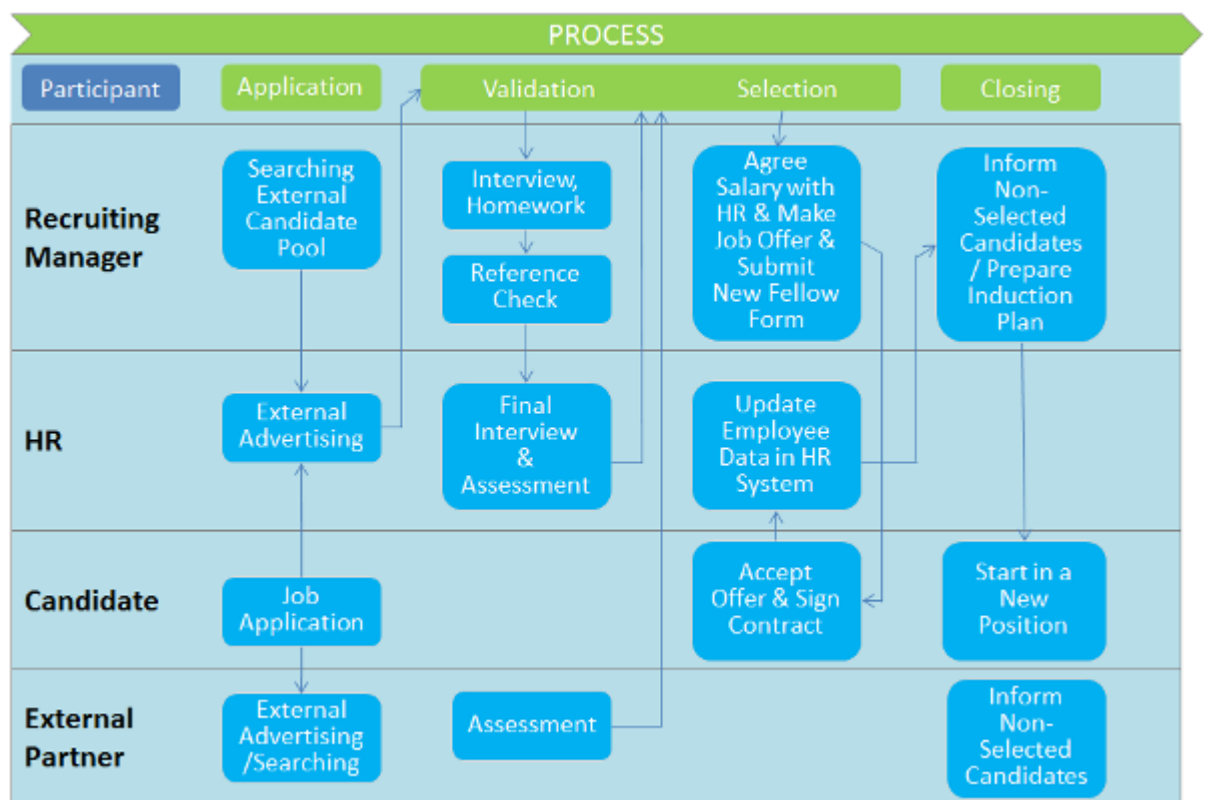 PROCESS
Participant
Application
Validation
Selection
Closing
Recruiting
Manager
Searching
External
Candidate
Pool
Interview,
Homework
Reference
Check
Agree
Salary with
HR & Make
Job Offer &
Submit
New Fellow
Form
Inform
Non-
Selected
Candidates
/ Prepare
Induction
Plan
HR
External
Advertising
Final
Interview
&
Assessment
Update
Employee
Data in HR
System
Candidate
Job
Application
Accept
Offer & Sign
Contract
Start in a
New
Position
External
Partner
External
Advertising
/Searching
Assessment
Inform
Non-
Selected
Candidates